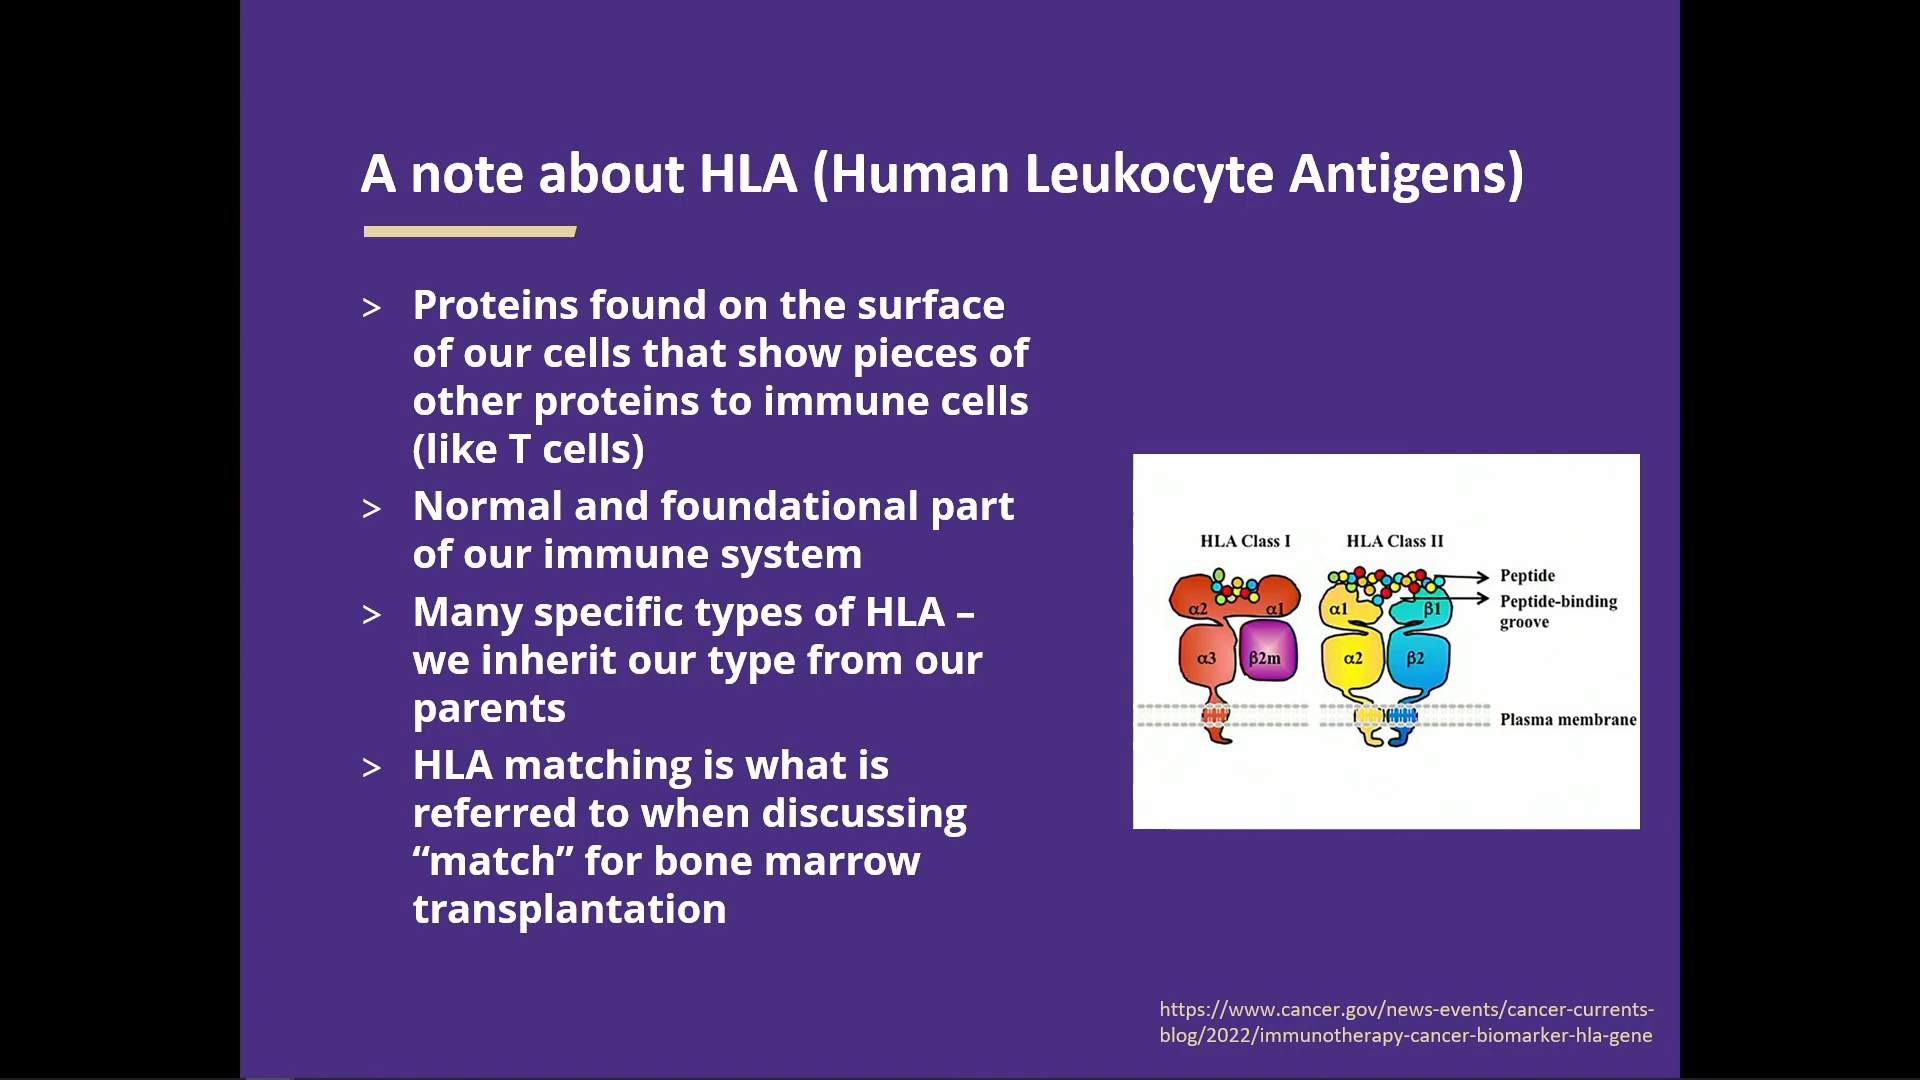 A note about HLA (Human Leukocyte Antigens)
> Proteins found on the surface
of our cells that show pieces of
other proteins to immune cells
(like T cells)
> Normal and foundational part
of our immune system
> Many specific types of HLA –
we inherit our type from our
parents
> HLA matching is what is
referred to when discussing
“match” for bone marrow
transplantation
HLA Class I
HLA Class II
Peptide
Peptide-binding
groove
α2
α1
α1
β1
α3
β2m
α2
β2
Plasma membrane
https://www.cancer.gov/news-events/cancer-currents-
blog/2022/immunotherapy-cancer-biomarker-hla-gene